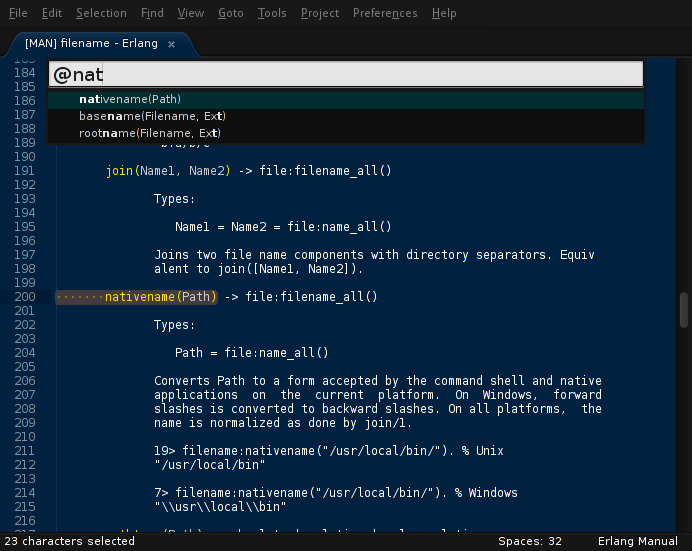 File Edit Selection Find View Goto Tools Project Preferences Help
[MAN] filename - Erlang ×
@nat
nativename(Path)
basename(Filename, Ext)
rootname(Filename, Ext)
184
185
186
187
188
189
190
191 join(Name1, Name2) -> file:filename_all()
192
193 Types:
194
195 Name1 = Name2 = file:name_all()
196
197 Joins two file name components with directory separators. Equiv
198 alent to join([Name1, Name2]).
199
200 nativename(Path) -> file:filename_all()
201
202 Types:
203
204 Path = file:name_all()
205
206 Converts Path to a form accepted by the command shell and native
207 applications on the current platform. On Windows, forward
208 slashes is converted to backward slashes. On all platforms, the
209 name is normalized as done by join/1.
210
211 19> filename:nativename("/usr/local/bin/"). % Unix
212 "/usr/local/bin"
213
214 7> filename:nativename("/usr/local/bin/"). % Windows
215 "\\usr\\local\\bin"
216
23 characters selected Spaces: 32 Erlang Manual